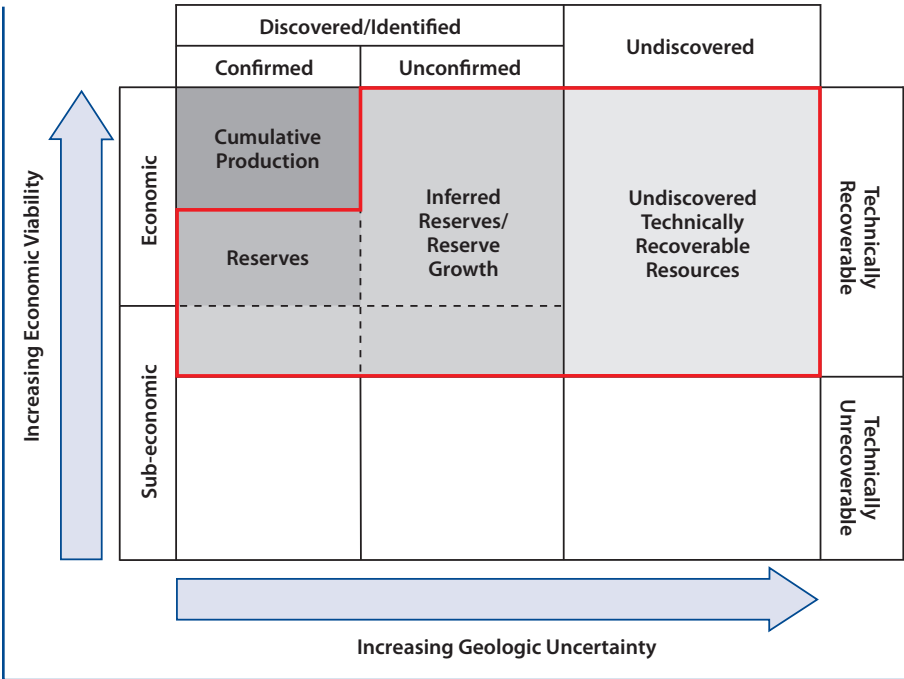 Discovered/Identified
Undiscovered
Confirmed
Unconfirmed
Increasing Economic Viability
Economic
Sub-economic
Cumulative
Production
Reserves
Inferred
Reserves/
Reserve
Growth
Undiscovered
Technically
Recoverable
Resources
Technically
Recoverable
Technically
Unrecoverable
Increasing Geologic Uncertainty